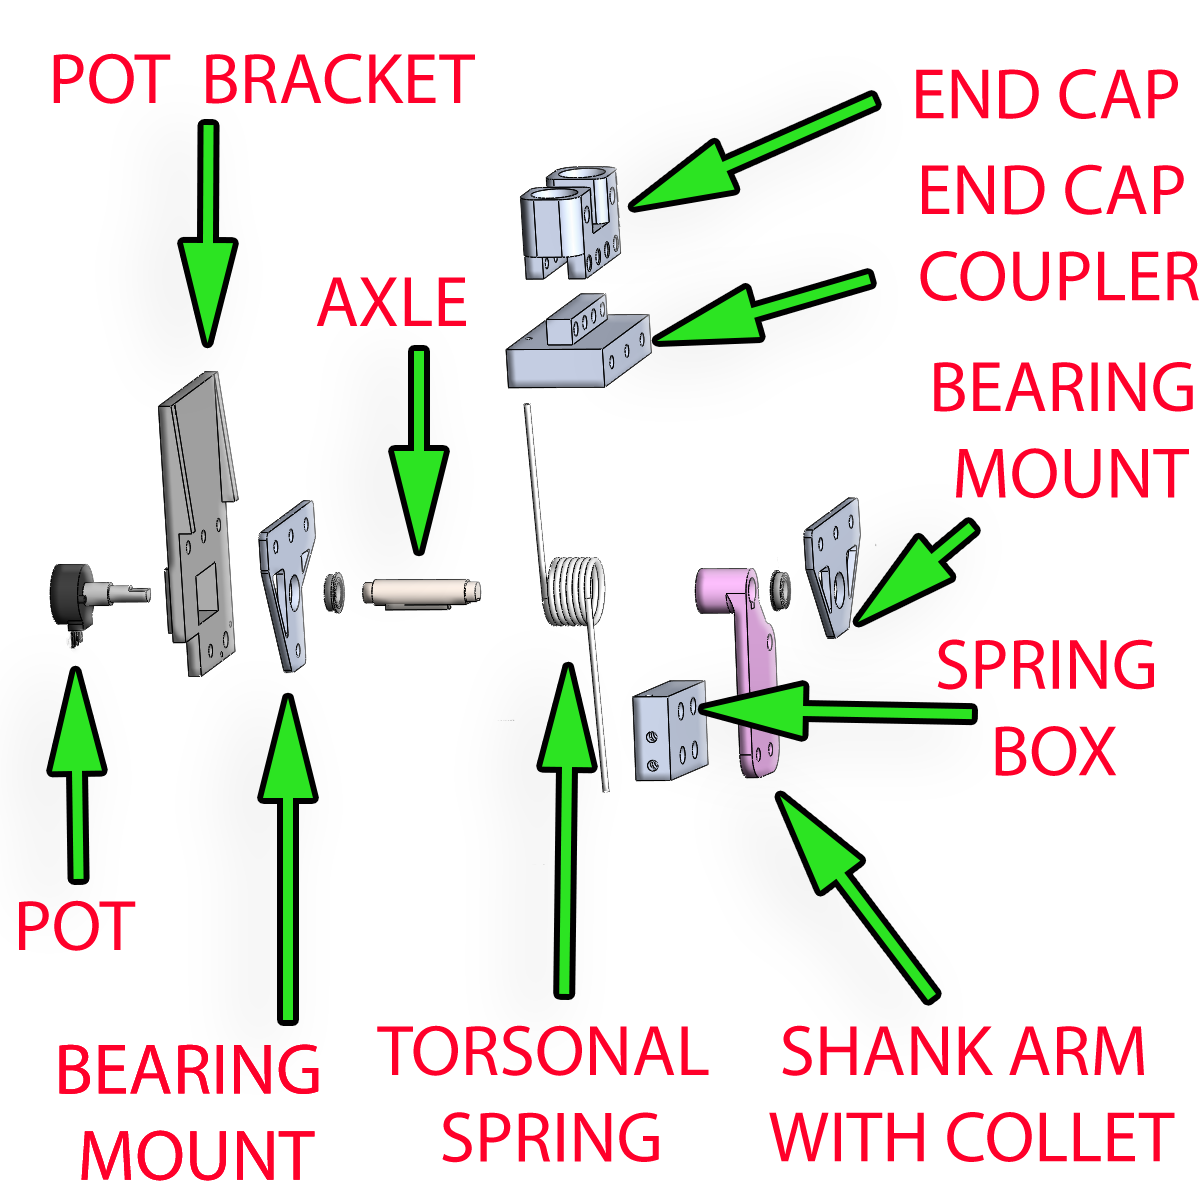 POT BRACKET
END CAP
END CAP
COUPLER
AXLE
BEARING
MOUNT
SPRING
BOX
POT
BEARING
MOUNT
TORSONAL
SPRING
SHANK ARM
WITH COLLET